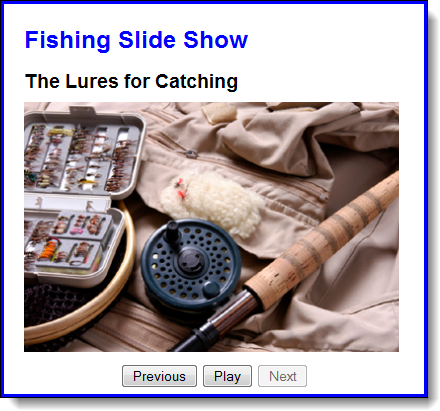 Fishing Slide Show
The Lures for Catching
Previous Play Next